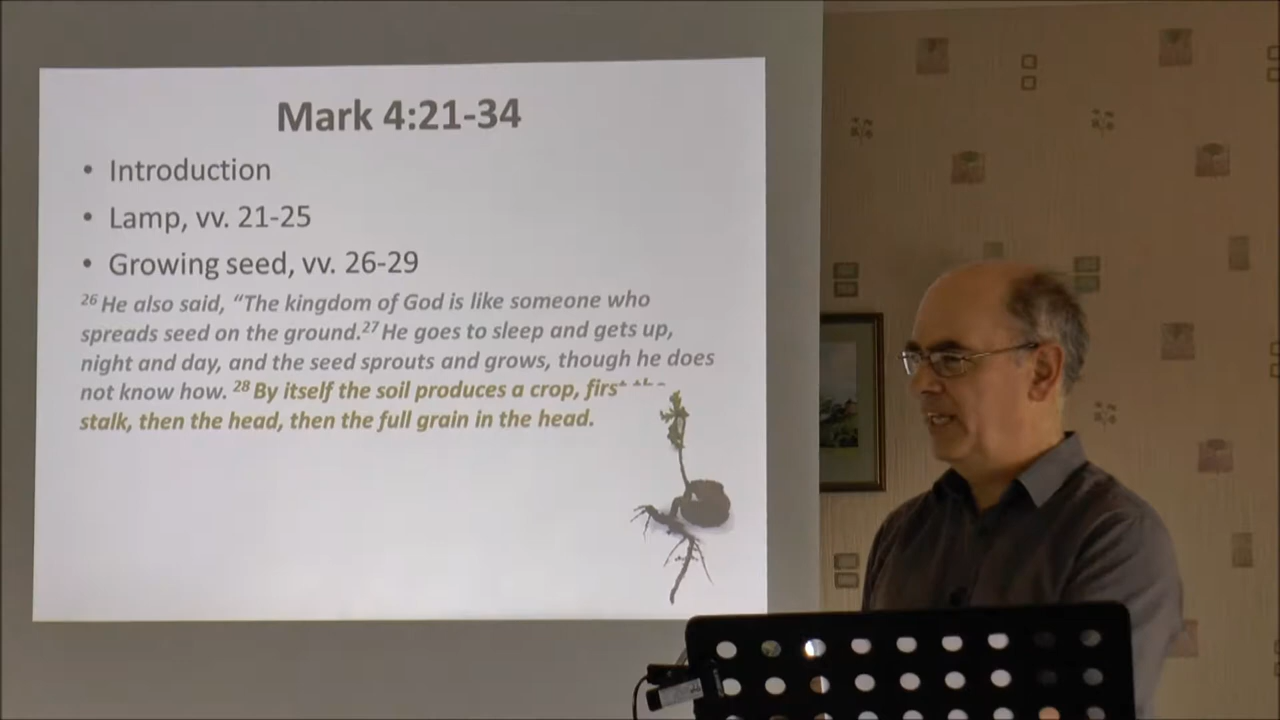 Mark 4:21-34
• Introduction
• Lamp, vv. 21-25
• Growing seed, vv. 26-29
26 He also said, “The kingdom of God is like someone who
spreads seed on the ground.27 He goes to sleep and gets up,
night and day, and the seed sprouts and grows, though he does
not know how. 28 By itself the soil produces a crop,
stalk, then the head, then the full grain in the head.